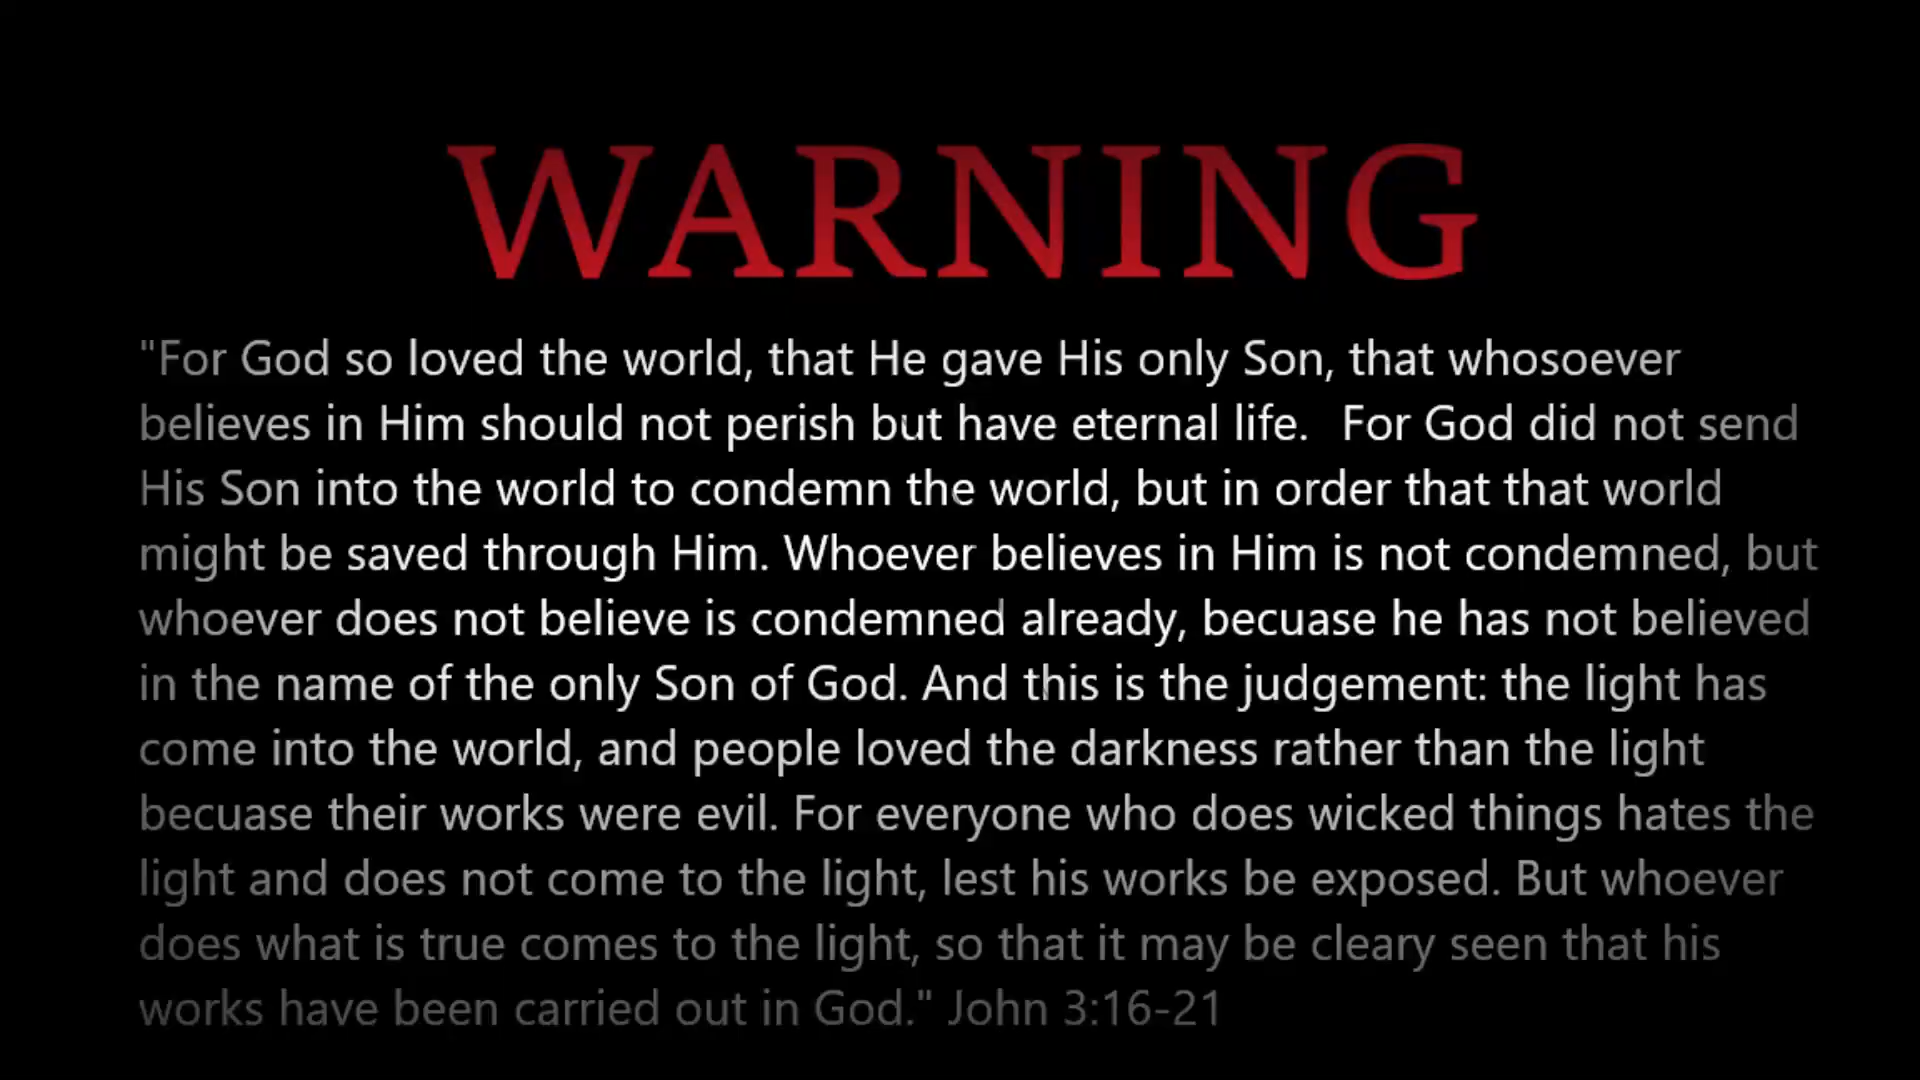 WARNING
"For God so loved the world, that He gave His only Son, that whosoever
believes in Him should not perish but have eternal life.  For God did not send
His Son into the world to condemn the world, but in order that that world
might be saved through Him. Whoever believes in Him is not condemned, but
whoever does not believe is condemned already, becuase he has not believed
in the name of the only Son of God. And this is the judgement: the light has
come into the world, and people loved the darkness rather than the light
becuase their works were evil. For everyone who does wicked things hates the
light and does not come to the light, lest his works be exposed. But whoever
does what is true comes to the light, so that it may be cleary seen that his
works have been carried out in God." John 3:16-21